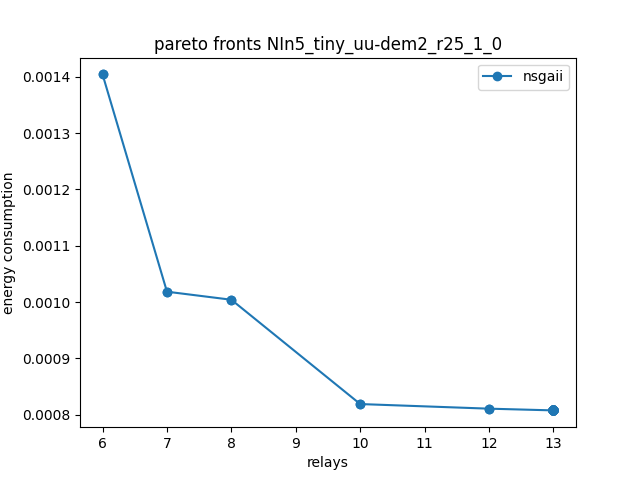 pareto fronts NIn5_tiny_uu-dem2_r25_1_0
nsgaii
0.0014
0.0013
0.0012
0.0011
0.0010
0.0009
0.0008
energy consumption
6 7 8 9 10 11 12 13
relays